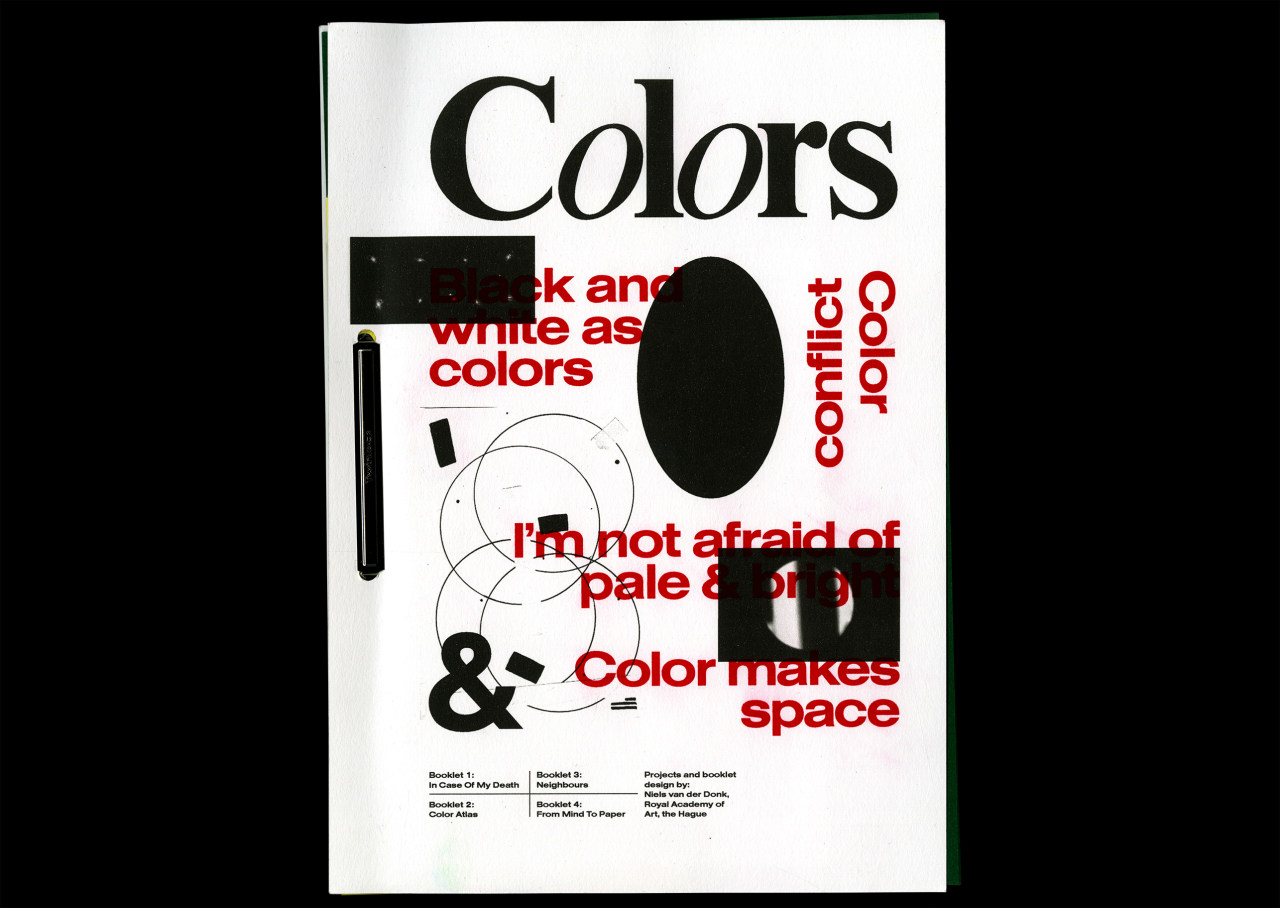 Colors
Black and
white as
colors
Color
conflict
I'm not afraid of
pale & bright
Color makes
space
&
Booklet 1:
In Case Of My Death
Booklet 2:
Color Atlas
Booklet 3:
Neighbours
Booklet 4:
From Mind To Paper
Projects and booklet
design by:
Niels van der Donk,
Royal Academy of
Art, the Hague